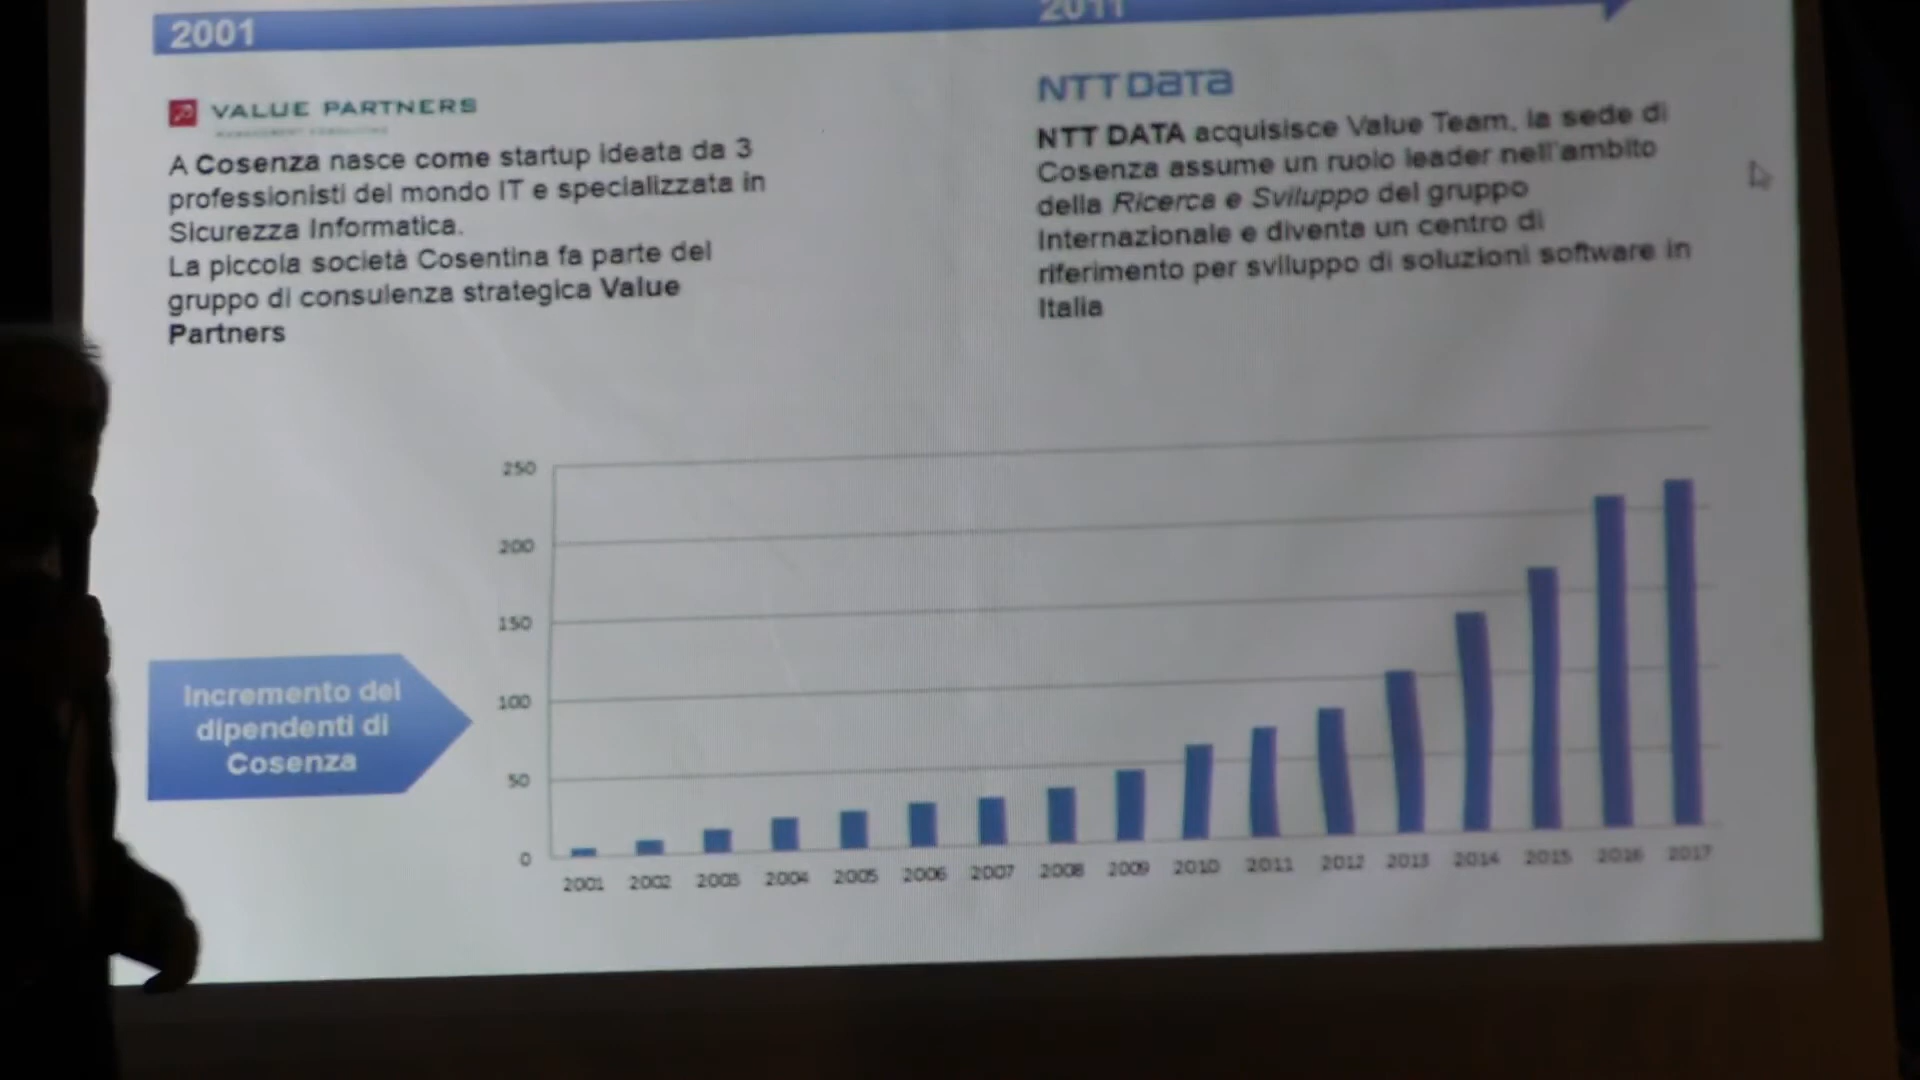 2001
2011
VALUE PARTNERS
MANAGEMENT CONSULTING
A Cosenza nasce come startup ideata da 3
professionisti del mondo IT e specializzata in
Sicurezza Informatica.
La piccola società Cosentina fa parte del
gruppo di consulenza strategica Value
Partners
NTT DATA
NTT DATA acquisisce Value Team, la sede di
Cosenza assume un ruolo leader nell'ambito
della Ricerca e Sviluppo del gruppo
Internazionale e diventa un centro di
riferimento per sviluppo di soluzioni software in
Italia
Incremento dei
dipendenti di
Cosenza
250
200
150
100
50
0
2001 2002 2003 2004 2005 2006 2007 2008 2009 2010 2011 2012 2013 2014 2015 2016 2017